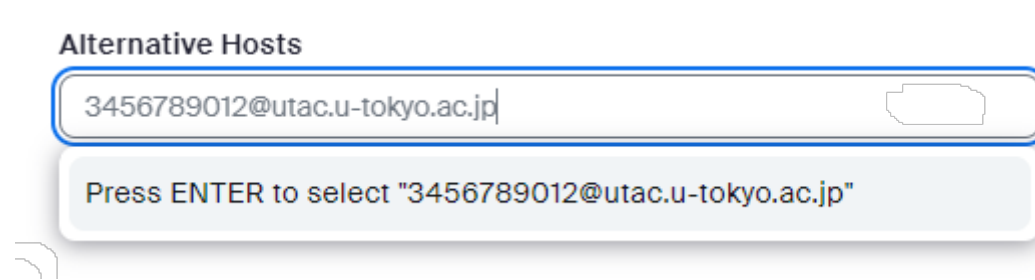 Alternative Hosts
3456789012@utac.u-tokyo.ac.jp
Press ENTER to select "3456789012@utac.u-tokyo.ac.jp"